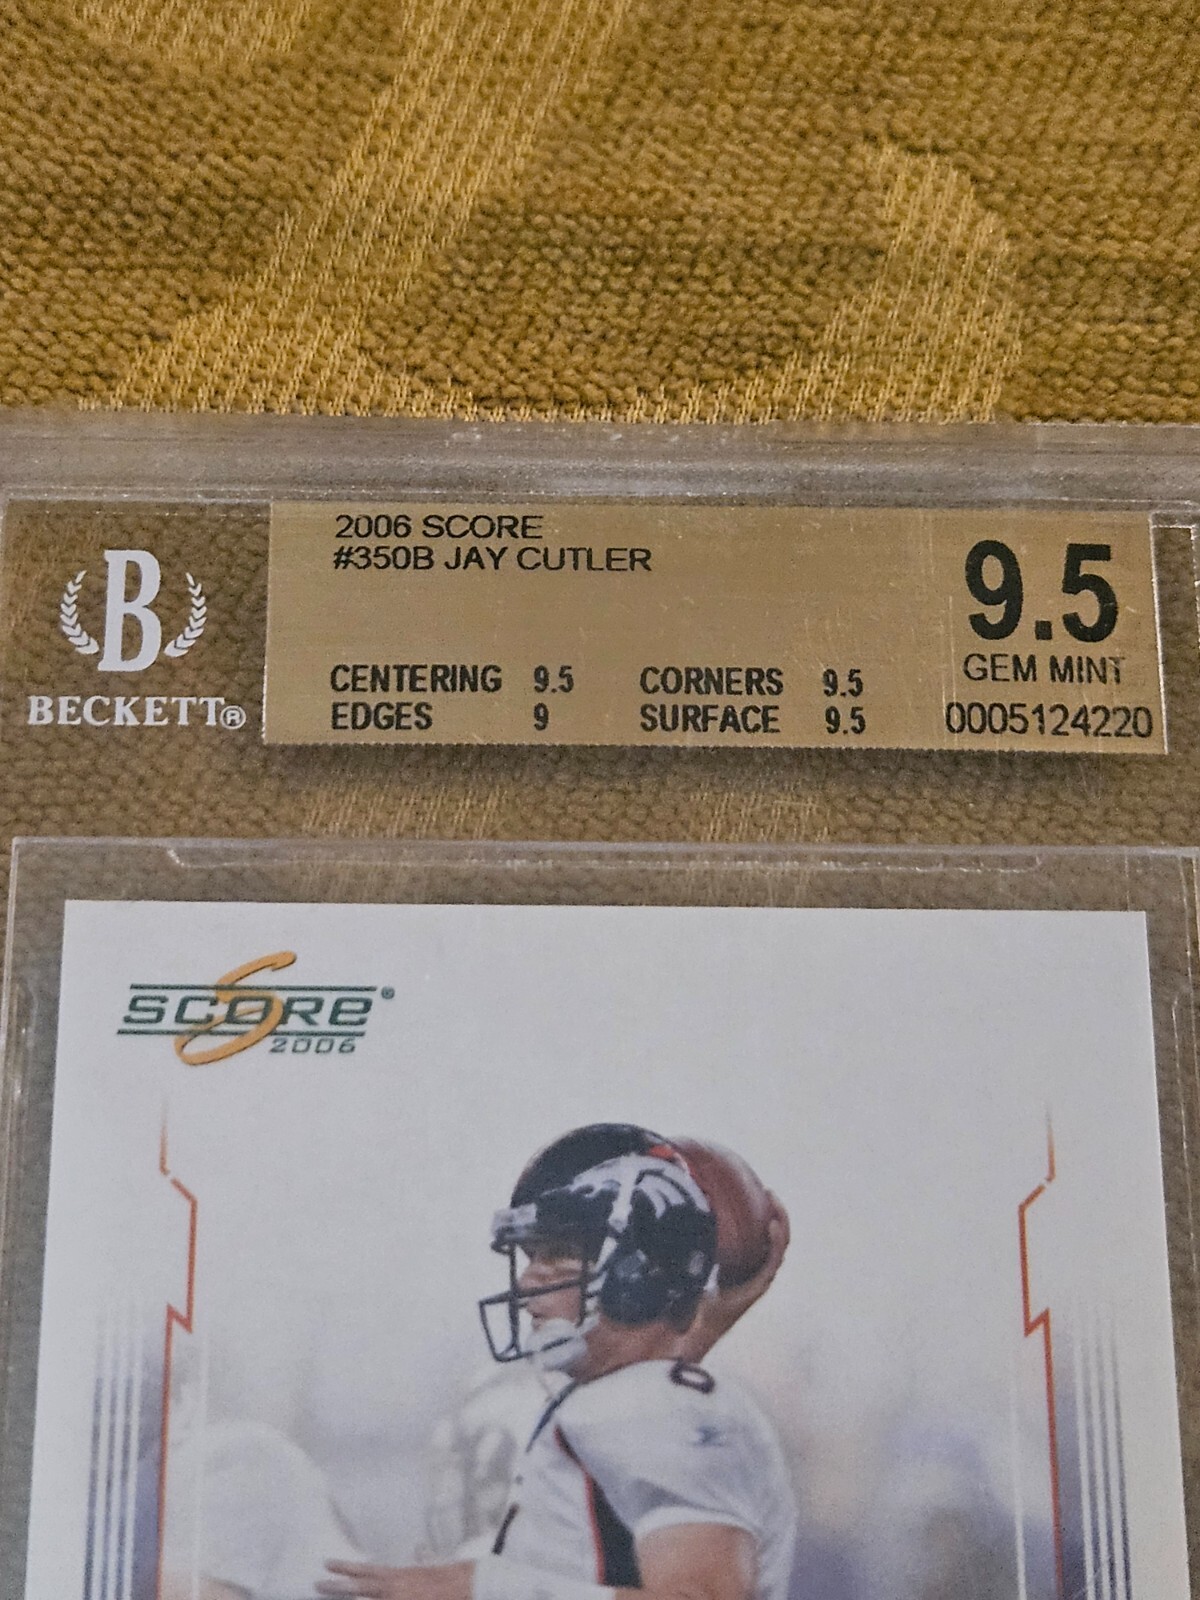 2006 SCORE
#350B JAY CUTLER
9.5
GEM MINT
CENTERING 9.5 CORNERS 9.5
EDGES 9 SURFACE 9.5
0005124220
B
BECKETT®
SCORE®
2006
6